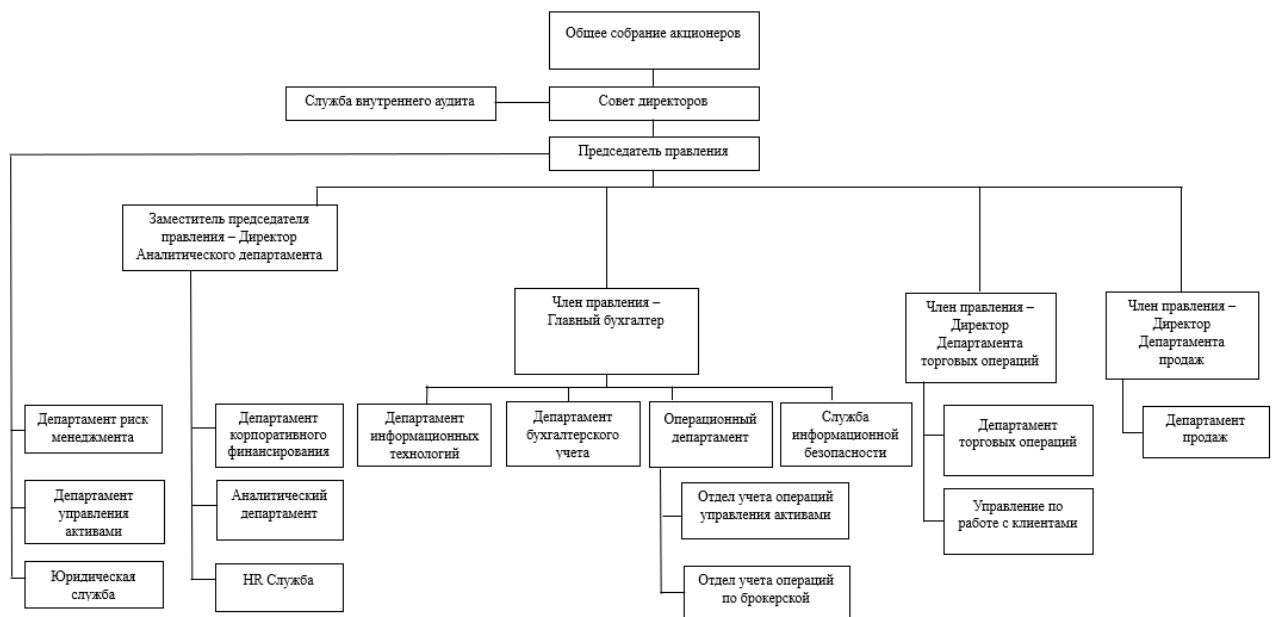 Общее собрание акционеров
Служба внутреннего аудита
Совет директоров
Председатель правления
Заместитель председателя
правления – Директор
Аналитического департамента
Член правления –
Главный бухгалтер
Член правления –
Директор
Департамента
торговых операций
Член правления –
Директор
Департамента
продаж
Департамент риск
менеджмента
Департамент
корпоративного
финансирования
Департамент
информационных
технологий
Департамент
бухгалтерского
учета
Операционный
департамент
Служба
информационной
безопасности
Департамент
торговых операций
Департамент
продаж
Департамент
управления
активами
Аналитический
департамент
Отдел учета операций
управления активами
Управление по
работе с клиентами
Юридическая
служба
HR Служба
Отдел учета операций
по брокерской